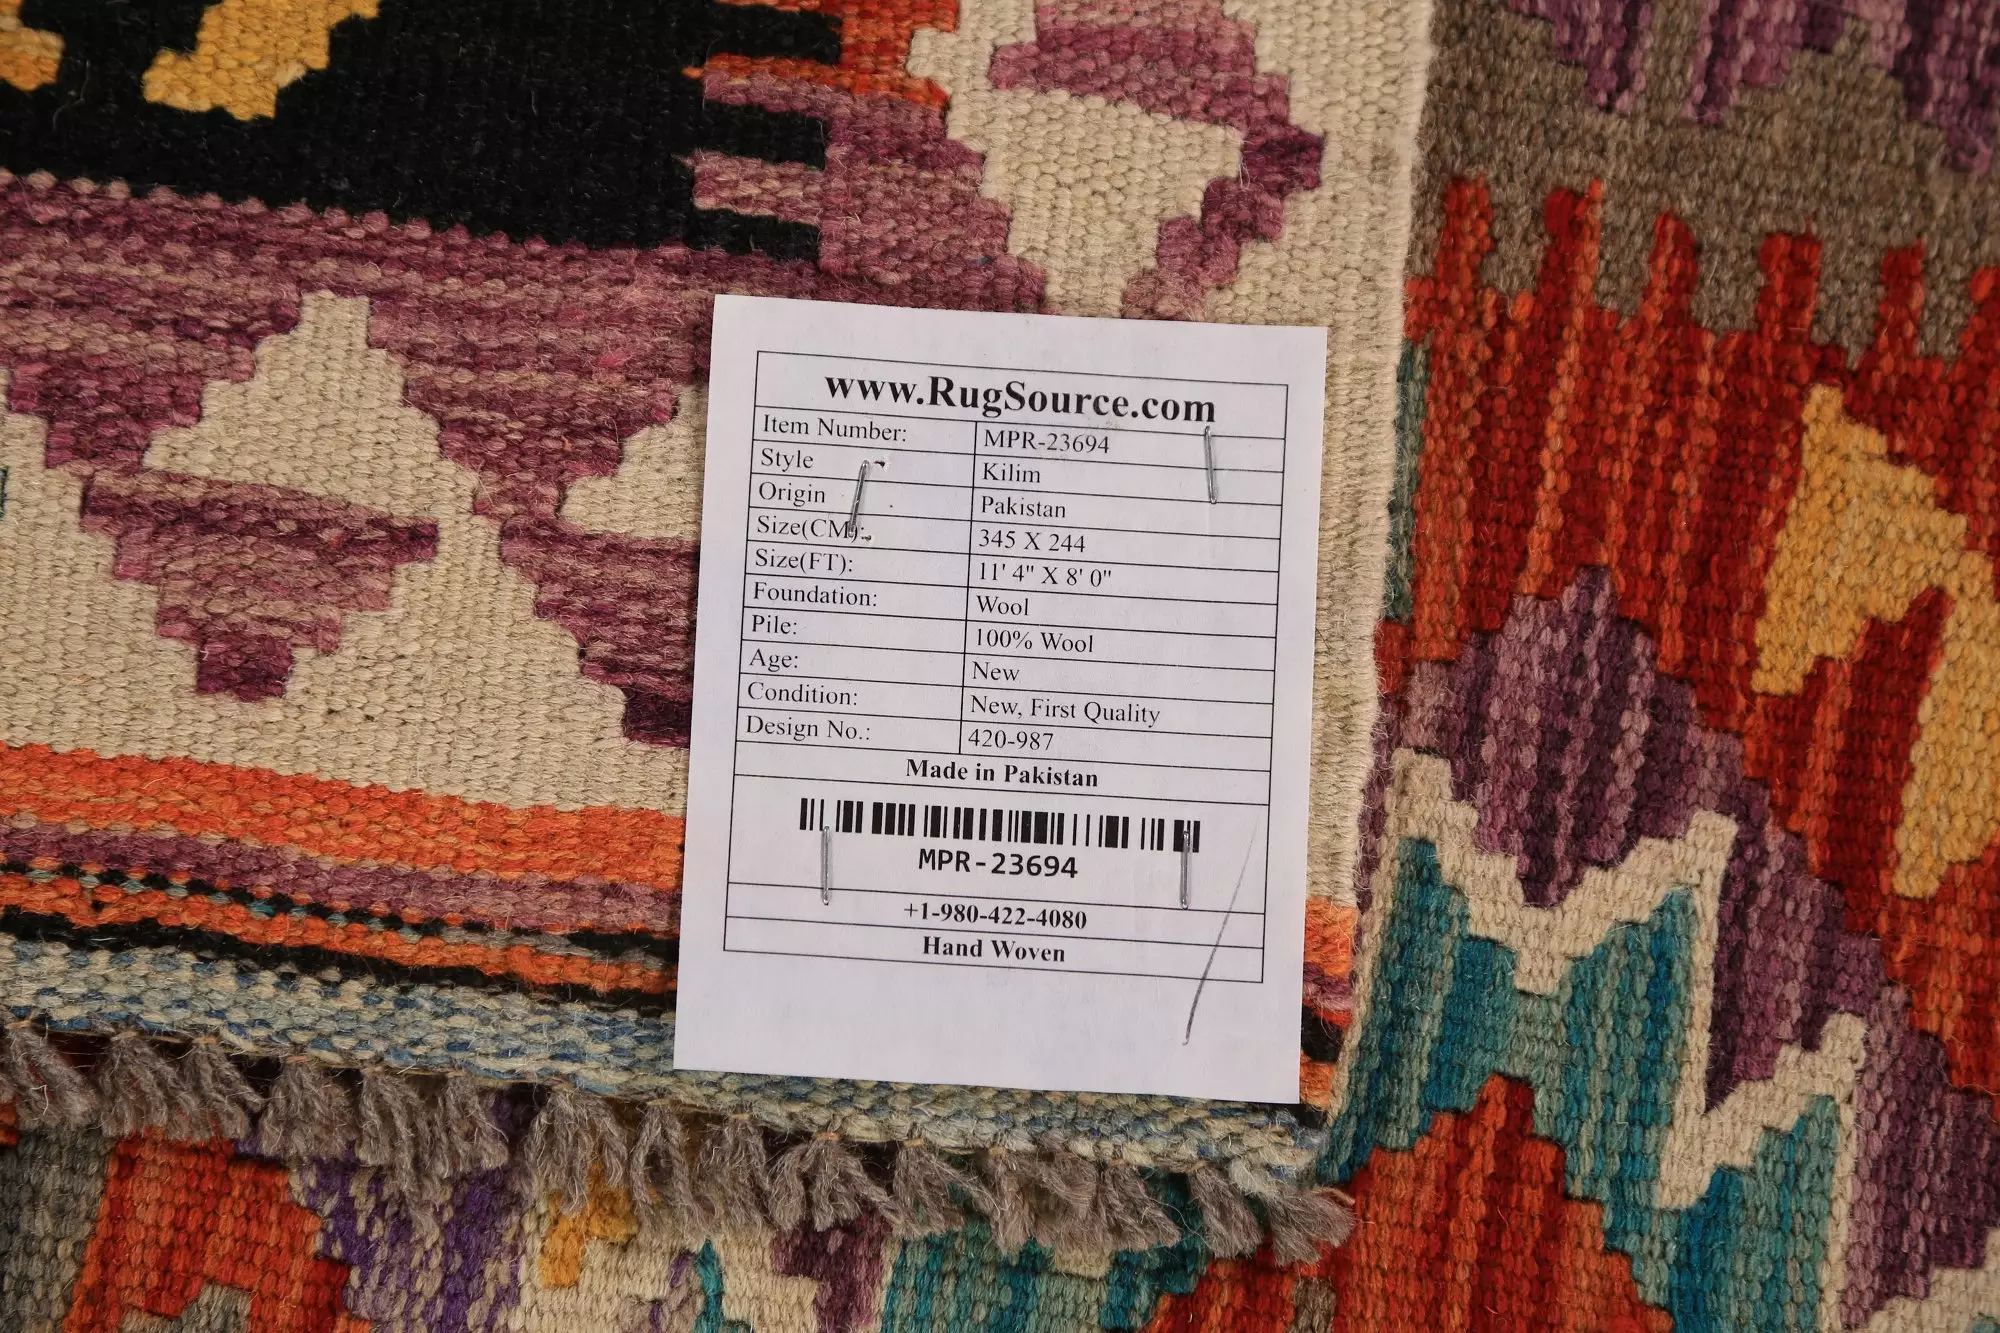 www.RugSource.com
Item Number: MPR-23694
Style Kilim
Origin Pakistan
Size(CM): 345 X 244
Size(FT): 11' 4" X 8' 0"
Foundation: Wool
Pile: 100% Wool
Age: New
Condition: New, First Quality
Design No.: 420-987
Made in Pakistan
MPR-23694
+1-980-422-4080
Hand Woven